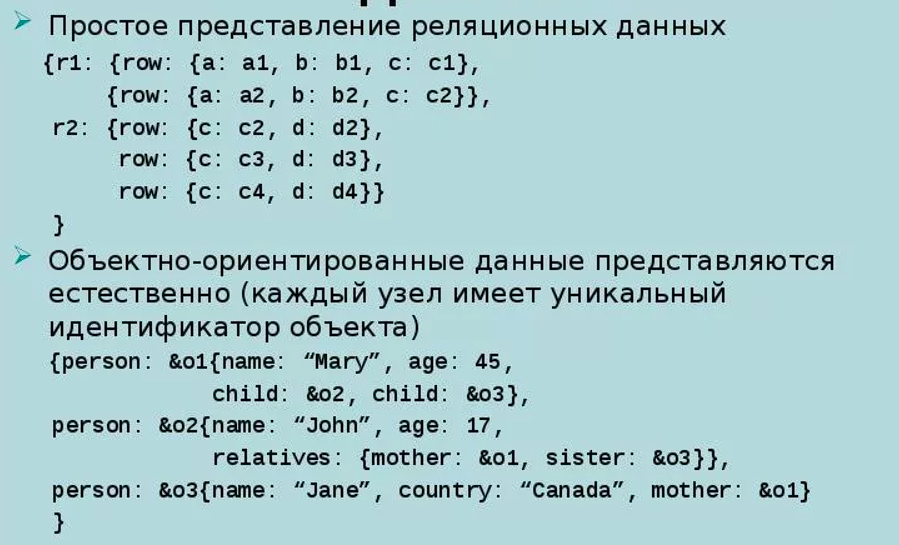 Простое представление реляционных данных
{r1: {row: {a: a1, b: b1, c: c1},
{row: {a: a2, b: b2, c: c2}},
r2: {row: {c: c2, d: d2},
row: {c: c3, d: d3},
row: {c: c4, d: d4}}
}
Объектно-ориентированные данные представляются
естественно (каждый узел имеет уникальный
идентификатор объекта)
{person: &o1{name: “Mary”, age: 45,
child: &o2, child: &o3},
person: &o2{name: “John”, age: 17,
relatives: {mother: &o1, sister: &o3}},
person: &o3{name: “Jane”, country: “Canada”, mother: &o1}
}